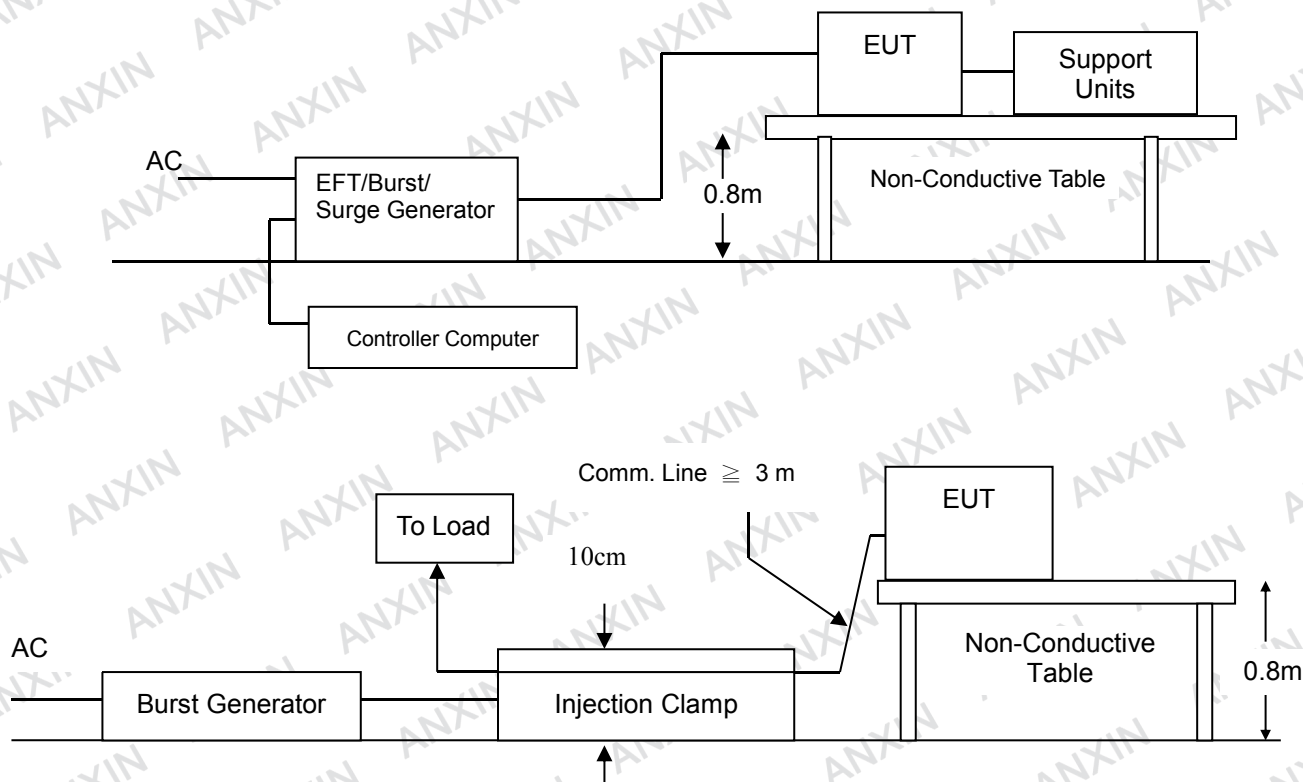 EUT
Support
Units
AC
EFT/Burst/
Surge Generator
0.8m
Non-Conductive Table
Controller Computer
Comm. Line ≧ 3 m
EUT
To Load
10cm
AC
Non-Conductive
Table
0.8m
Burst Generator
Injection Clamp
ANXIN